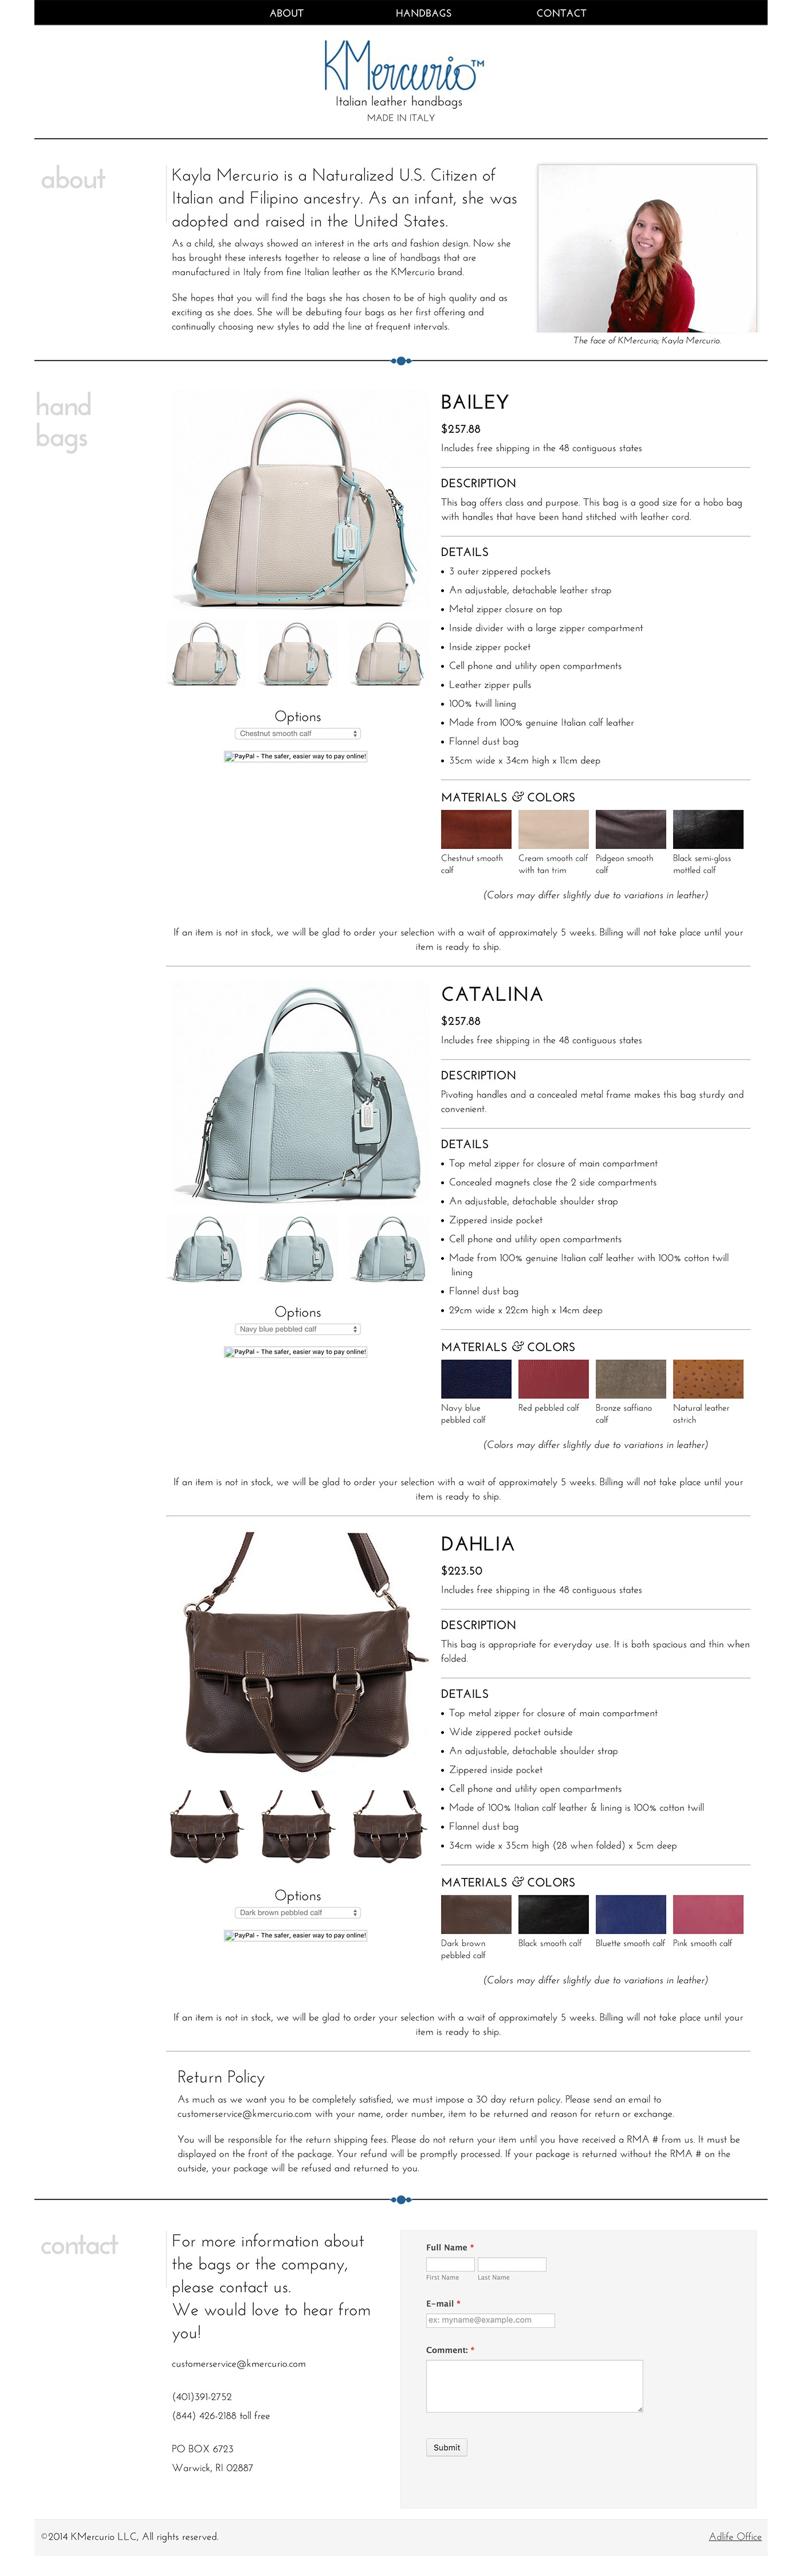 ABOUT HANDBAGS CONTACT
KMercurio™
Italian leather handbags
MADE IN ITALY
about
Kayla Mercurio is a Naturalized U.S. Citizen of
Italian and Filipino ancestry. As an infant, she was
adopted and raised in the United States.
As a child, she always showed an interest in the arts and fashion design. Now she
has brought these interests together to release a line of handbags that are
manufactured in Italy from fine Italian leather as the KMercurio brand.
She hopes that you will find the bags she has chosen to be of high quality and as
exciting as she does. She will be debuting four bags as her first offering and
continually choosing new styles to add the line at frequent intervals.
The face of KMercurio; Kayla Mercurio.
hand
bags
BAILEY
$257.88
Includes free shipping in the 48 contiguous states
DESCRIPTION
This bag offers class and purpose. This bag is a good size for a hobo bag
with handles that have been hand stitched with leather cord.
DETAILS
• 3 outer zippered pockets
• An adjustable, detachable leather strap
• Metal zipper closure on top
• Inside divider with a large zipper compartment
• Inside zipper pocket
• Cell phone and utility open compartments
• Leather zipper pulls
• 100% twill lining
• Made from 100% genuine Italian calf leather
• Flannel dust bag
• 35cm wide x 34cm high x 11cm deep
Options
Chestnut smooth calf
PayPal - The safer, easier way to pay online!
MATERIALS & COLORS
Chestnut smooth
calf
Cream smooth calf
with tan trim
Pidgeon smooth
calf
Black semi-gloss
mottled calf
(Colors may differ slightly due to variations in leather)
If an item is not in stock, we will be glad to order your selection with a wait of approximately 5 weeks. Billing will not take place until your
item is ready to ship.
CATALINA
$257.88
Includes free shipping in the 48 contiguous states
DESCRIPTION
Pivoting handles and a concealed metal frame makes this bag sturdy and
convenient.
DETAILS
• Top metal zipper for closure of main compartment
• Concealed magnets close the 2 side compartments
• An adjustable, detachable shoulder strap
• Zippered inside pocket
• Cell phone and utility open compartments
• Made from 100% genuine Italian calf leather with 100% cotton twill
lining
• Flannel dust bag
• 29cm wide x 22cm high x 14cm deep
Options
Navy blue pebbled calf
PayPal - The safer, easier way to pay online!
MATERIALS & COLORS
Navy blue
pebbled calf
Red pebbled calf
Bronze saffiano
calf
Natural leather
ostrich
(Colors may differ slightly due to variations in leather)
If an item is not in stock, we will be glad to order your selection with a wait of approximately 5 weeks. Billing will not take place until your
item is ready to ship.
DAHLIA
$223.50
Includes free shipping in the 48 contiguous states
DESCRIPTION
This bag is appropriate for everyday use. It is both spacious and thin when
folded.
DETAILS
• Top metal zipper for closure of main compartment
• Wide zippered pocket outside
• An adjustable, detachable shoulder strap
• Zippered inside pocket
• Cell phone and utility open compartments
• Made of 100% Italian calf leather & lining is 100% cotton twill
• Flannel dust bag
• 34cm wide x 35cm high (28 when folded) x 5cm deep
Options
Dark brown pebbled calf
PayPal - The safer, easier way to pay online!
MATERIALS & COLORS
Dark brown
pebbled calf
Black smooth calf
Bluette smooth calf
Pink smooth calf
(Colors may differ slightly due to variations in leather)
If an item is not in stock, we will be glad to order your selection with a wait of approximately 5 weeks. Billing will not take place until your
item is ready to ship.
Return Policy
As much as we want you to be completely satisfied, we must impose a 30 day return policy. Please send an email to
customerservice@kmercurio.com with your name, order number, item to be returned and reason for return or exchange.
You will be responsible for the return shipping fees. Please do not return your item until you have received a RMA # from us. It must be
displayed on the front of the package. Your refund will be promptly processed. If your package is returned without the RMA # on the
outside, your package will be refused and returned to you.
contact
For more information about
the bags or the company,
please contact us.
We would love to hear from
you!
customerservice@kmercurio.com
(401)391-2752
(844) 426-2188 toll free
PO BOX 6723
Warwick, RI 02887
Full Name *
First Name Last Name
E-mail *
ex: myname@example.com
Comment: *
Submit
©2014 KMercurio LLC, All rights reserved.
Adlife Office